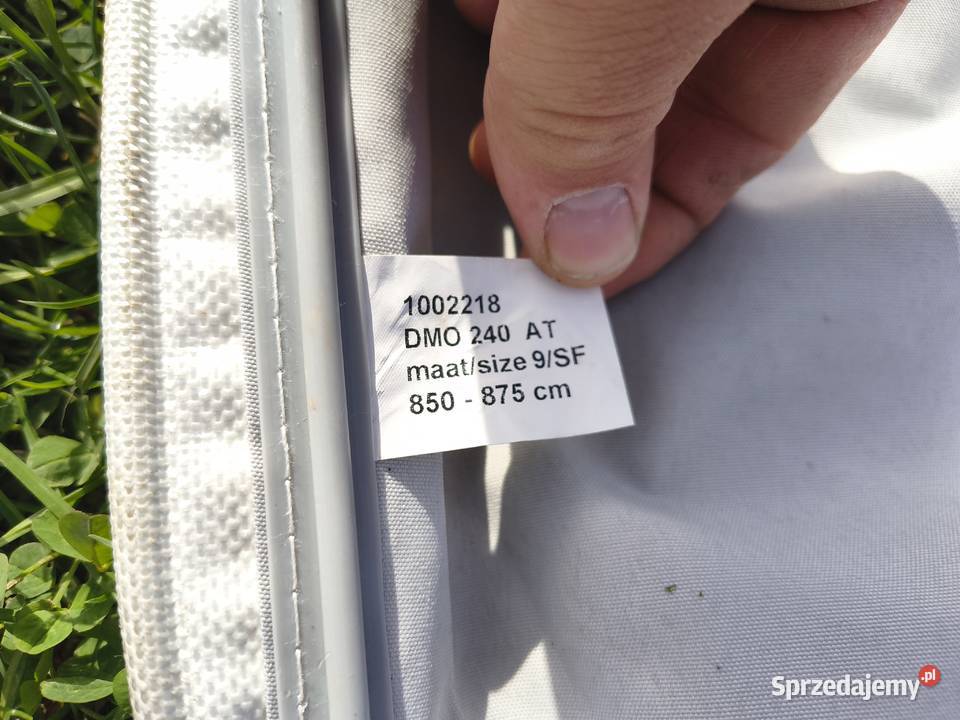 1002218
DMO 240 AT
maat/size 9/SF
850 - 875 cm
Sprzedajemy.pl